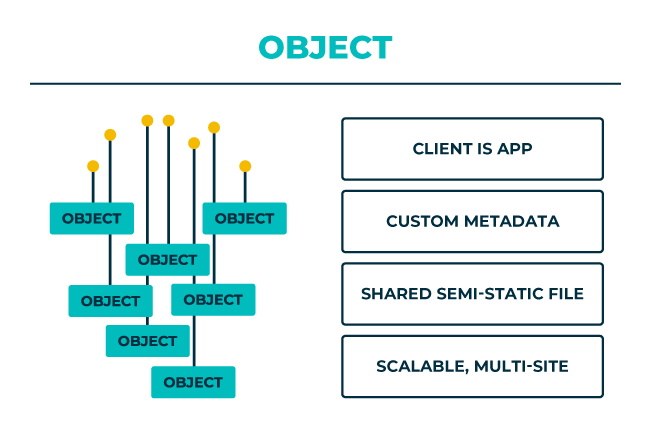 OBJECT
OBJECT
OBJECT
OBJECT
OBJECT
OBJECT
OBJECT
OBJECT
CLIENT IS APP
CUSTOM METADATA
SHARED SEMI-STATIC FILE
SCALABLE, MULTI-SITE